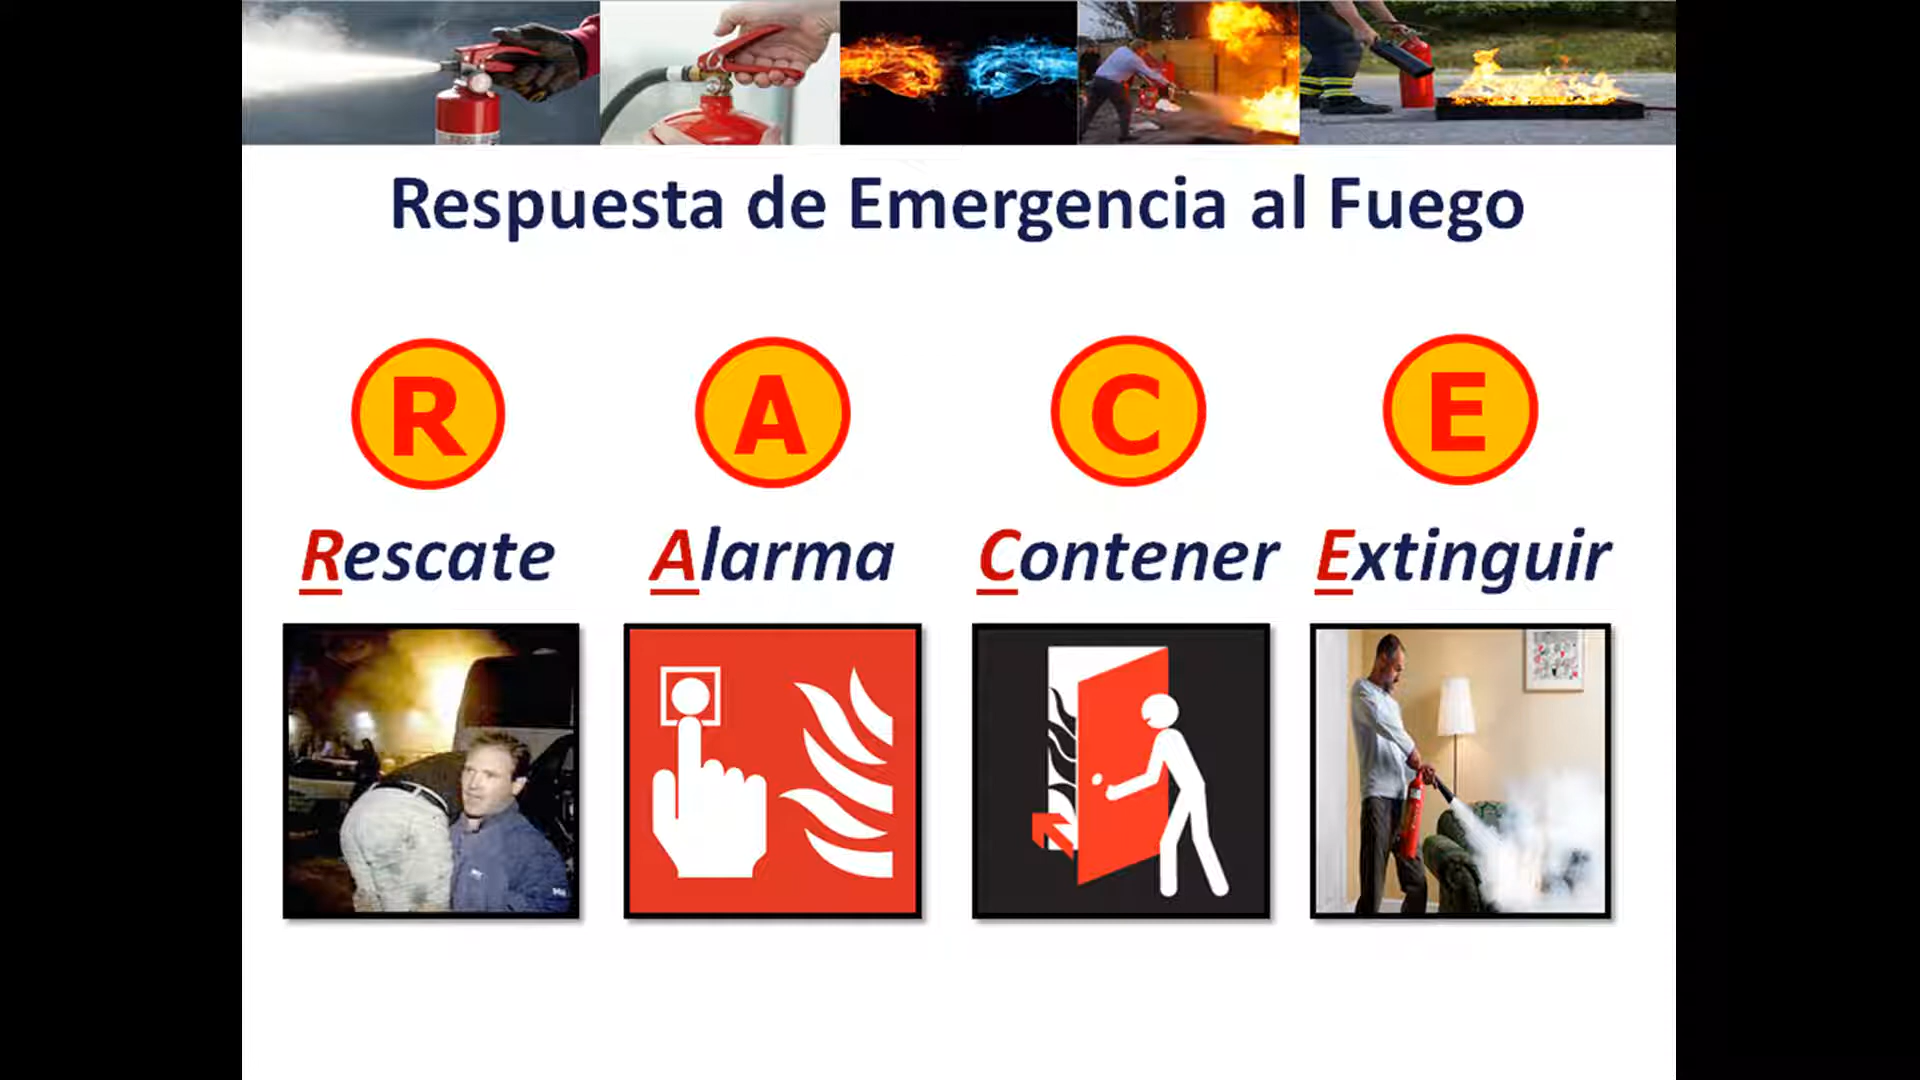 Respuesta de Emergencia al Fuego
R A C E
Rescate Alarma Contener Extinguir